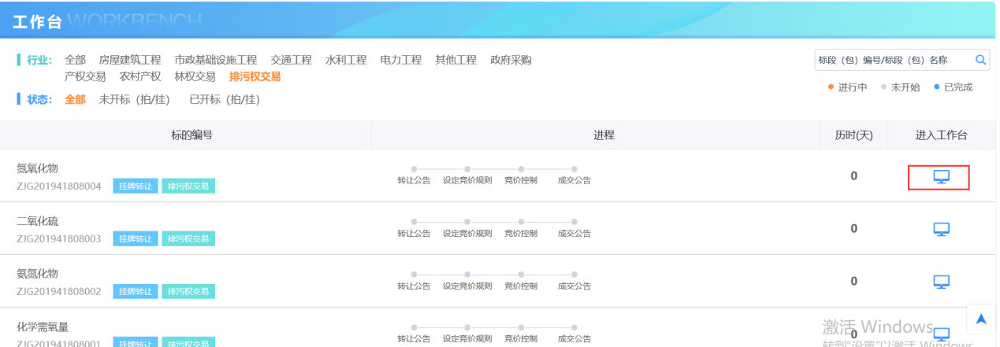 工作台 WORKBENCH
行业: 全部 房屋建筑工程 市政基础设施工程 交通工程 水利工程 电力工程 其他工程 政府采购
标段（包）编号/标段（包）名称
产权交易 农村产权 林权交易 排污权交易
进行中 未开始 已完成
状态: 全部 未开标（拍/挂） 已开标（拍/挂）
标的编号 进程 历时(天) 进入工作台
氮氧化物
ZJG201941808004 挂牌转让 排污权交易
转让公告 设定竞价规则 竞价控制 成交公告
0
二氧化硫
ZJG201941808003 挂牌转让 排污权交易
转让公告 设定竞价规则 竞价控制 成交公告
0
氨氮化物
ZJG201941808002 挂牌转让 排污权交易
转让公告 设定竞价规则 竞价控制 成交公告
0
化学需氧量
ZJG201941808001 挂牌转让 排污权交易
转让公告 设定竞价规则 竞价控制 成交公告
0
激活 Windows
转到"设置"以激活 Windows